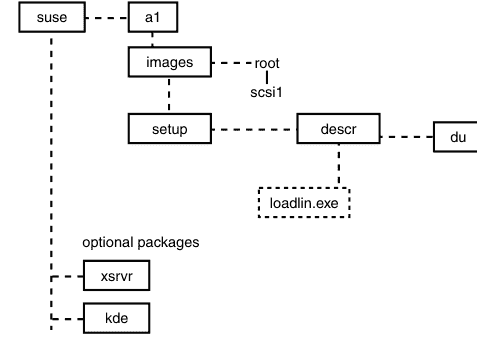 suse
a1
images
root
scsi1
setup
descr
du
loadlin.exe
optional packages
xsrvr
kde